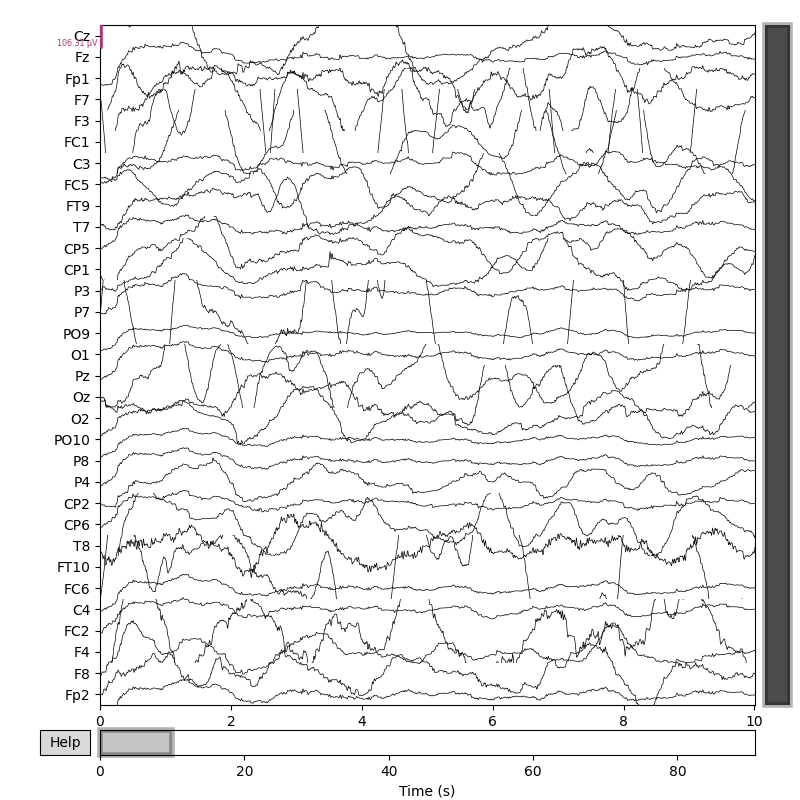 Cz
106.31 µV
Fz
Fp1
F7
F3
FC1
C3
FC5
FT9
T7
CP5
CP1
P3
P7
PO9
O1
Pz
Oz
O2
PO10
P8
P4
CP2
CP6
T8
FT10
FC6
C4
FC2
F4
F8
Fp2
0 2 4 6 8 10
Help
0 20 40 60 80
Time (s)